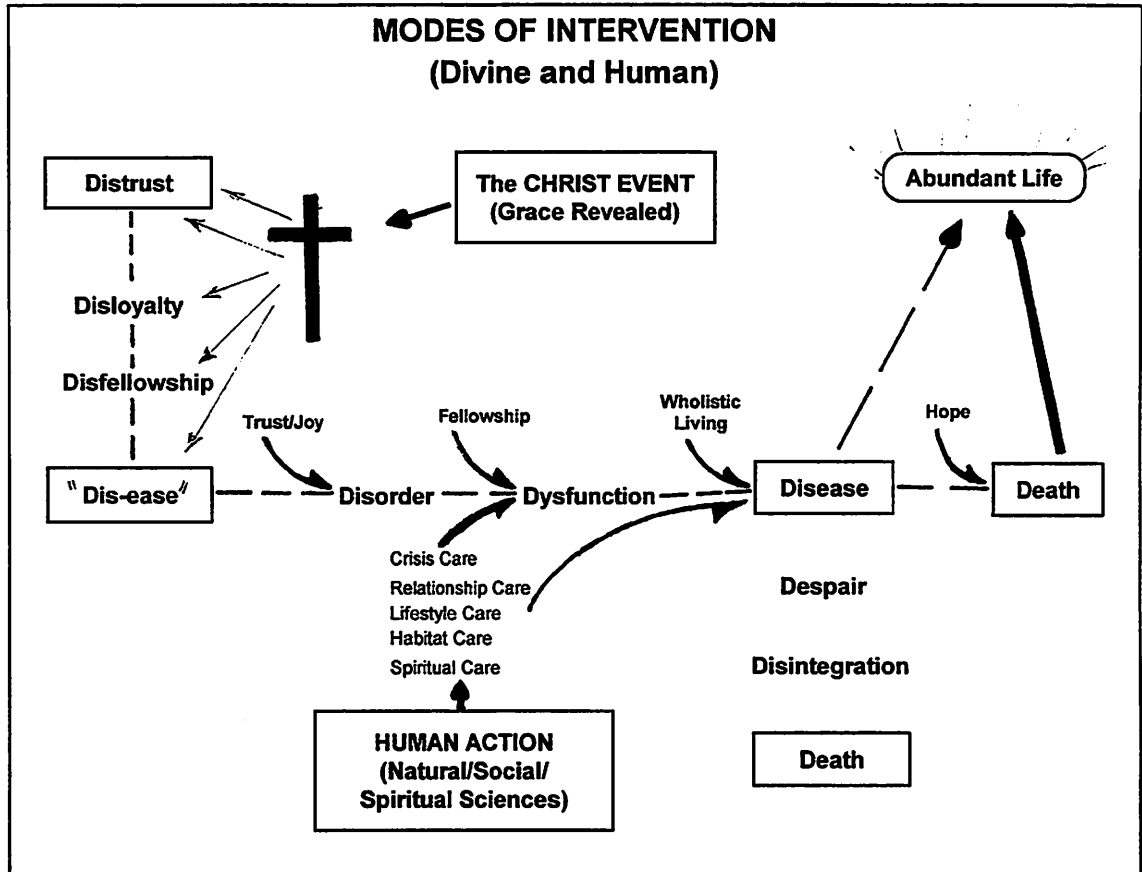 MODES OF INTERVENTION
(Divine and Human)
Distrust
The CHRIST EVENT
(Grace Revealed)
Abundant Life
Disloyalty
Disfellowship
Trust/Joy
Fellowship
Wholistic
Living
Hope
"Dis-ease"
Disorder
Dysfunction
Disease
Death
Crisis Care
Relationship Care
Lifestyle Care
Habitat Care
Spiritual Care
Despair
Disintegration
Death
HUMAN ACTION
(Natural/Social/
Spiritual Sciences)